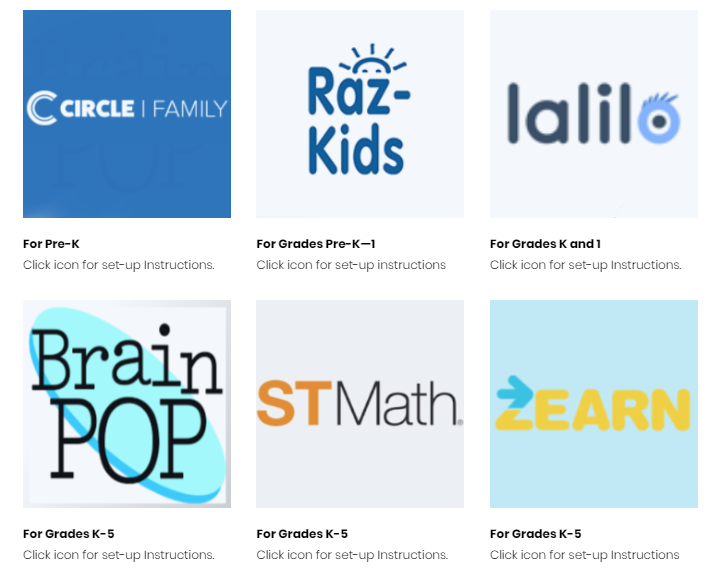 CIRCLE | FAMILY
Raz-
Kids
lalilo
For Pre-K
Click icon for set-up Instructions.
For Grades Pre-K—1
Click icon for set-up instructions
For Grades K and 1
Click icon for set-up Instructions.
Brain
POP
STMath®
ZEARN
For Grades K-5
Click icon for set-up Instructions.
For Grades K-5
Click icon for set-up Instructions.
For Grades K-5
Click icon for set-up Instructions